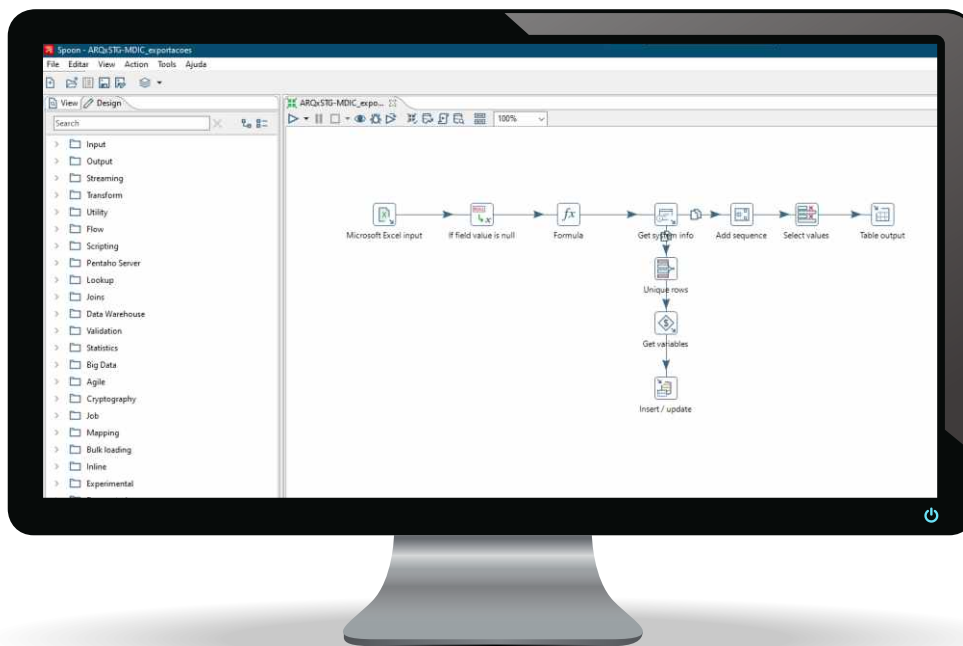 Spoon - ARQxSTG-MDIC_exportacoes
File Editar View Action Tools Ajuda
View Design
Search
Input
Output
Streaming
Transform
Utility
Flow
Scripting
Pentaho Server
Lookup
Joins
Data Warehouse
Validation
Statistics
Big Data
Agile
Cryptography
Job
Mapping
Bulk loading
Inline
Experimental
ARQxSTG-MDIC_expo...
100%
Microsoft Excel input
If field value is null
Formula
Get system info
Add sequence
Select values
Table output
Unique rows
Get variables
Insert / update